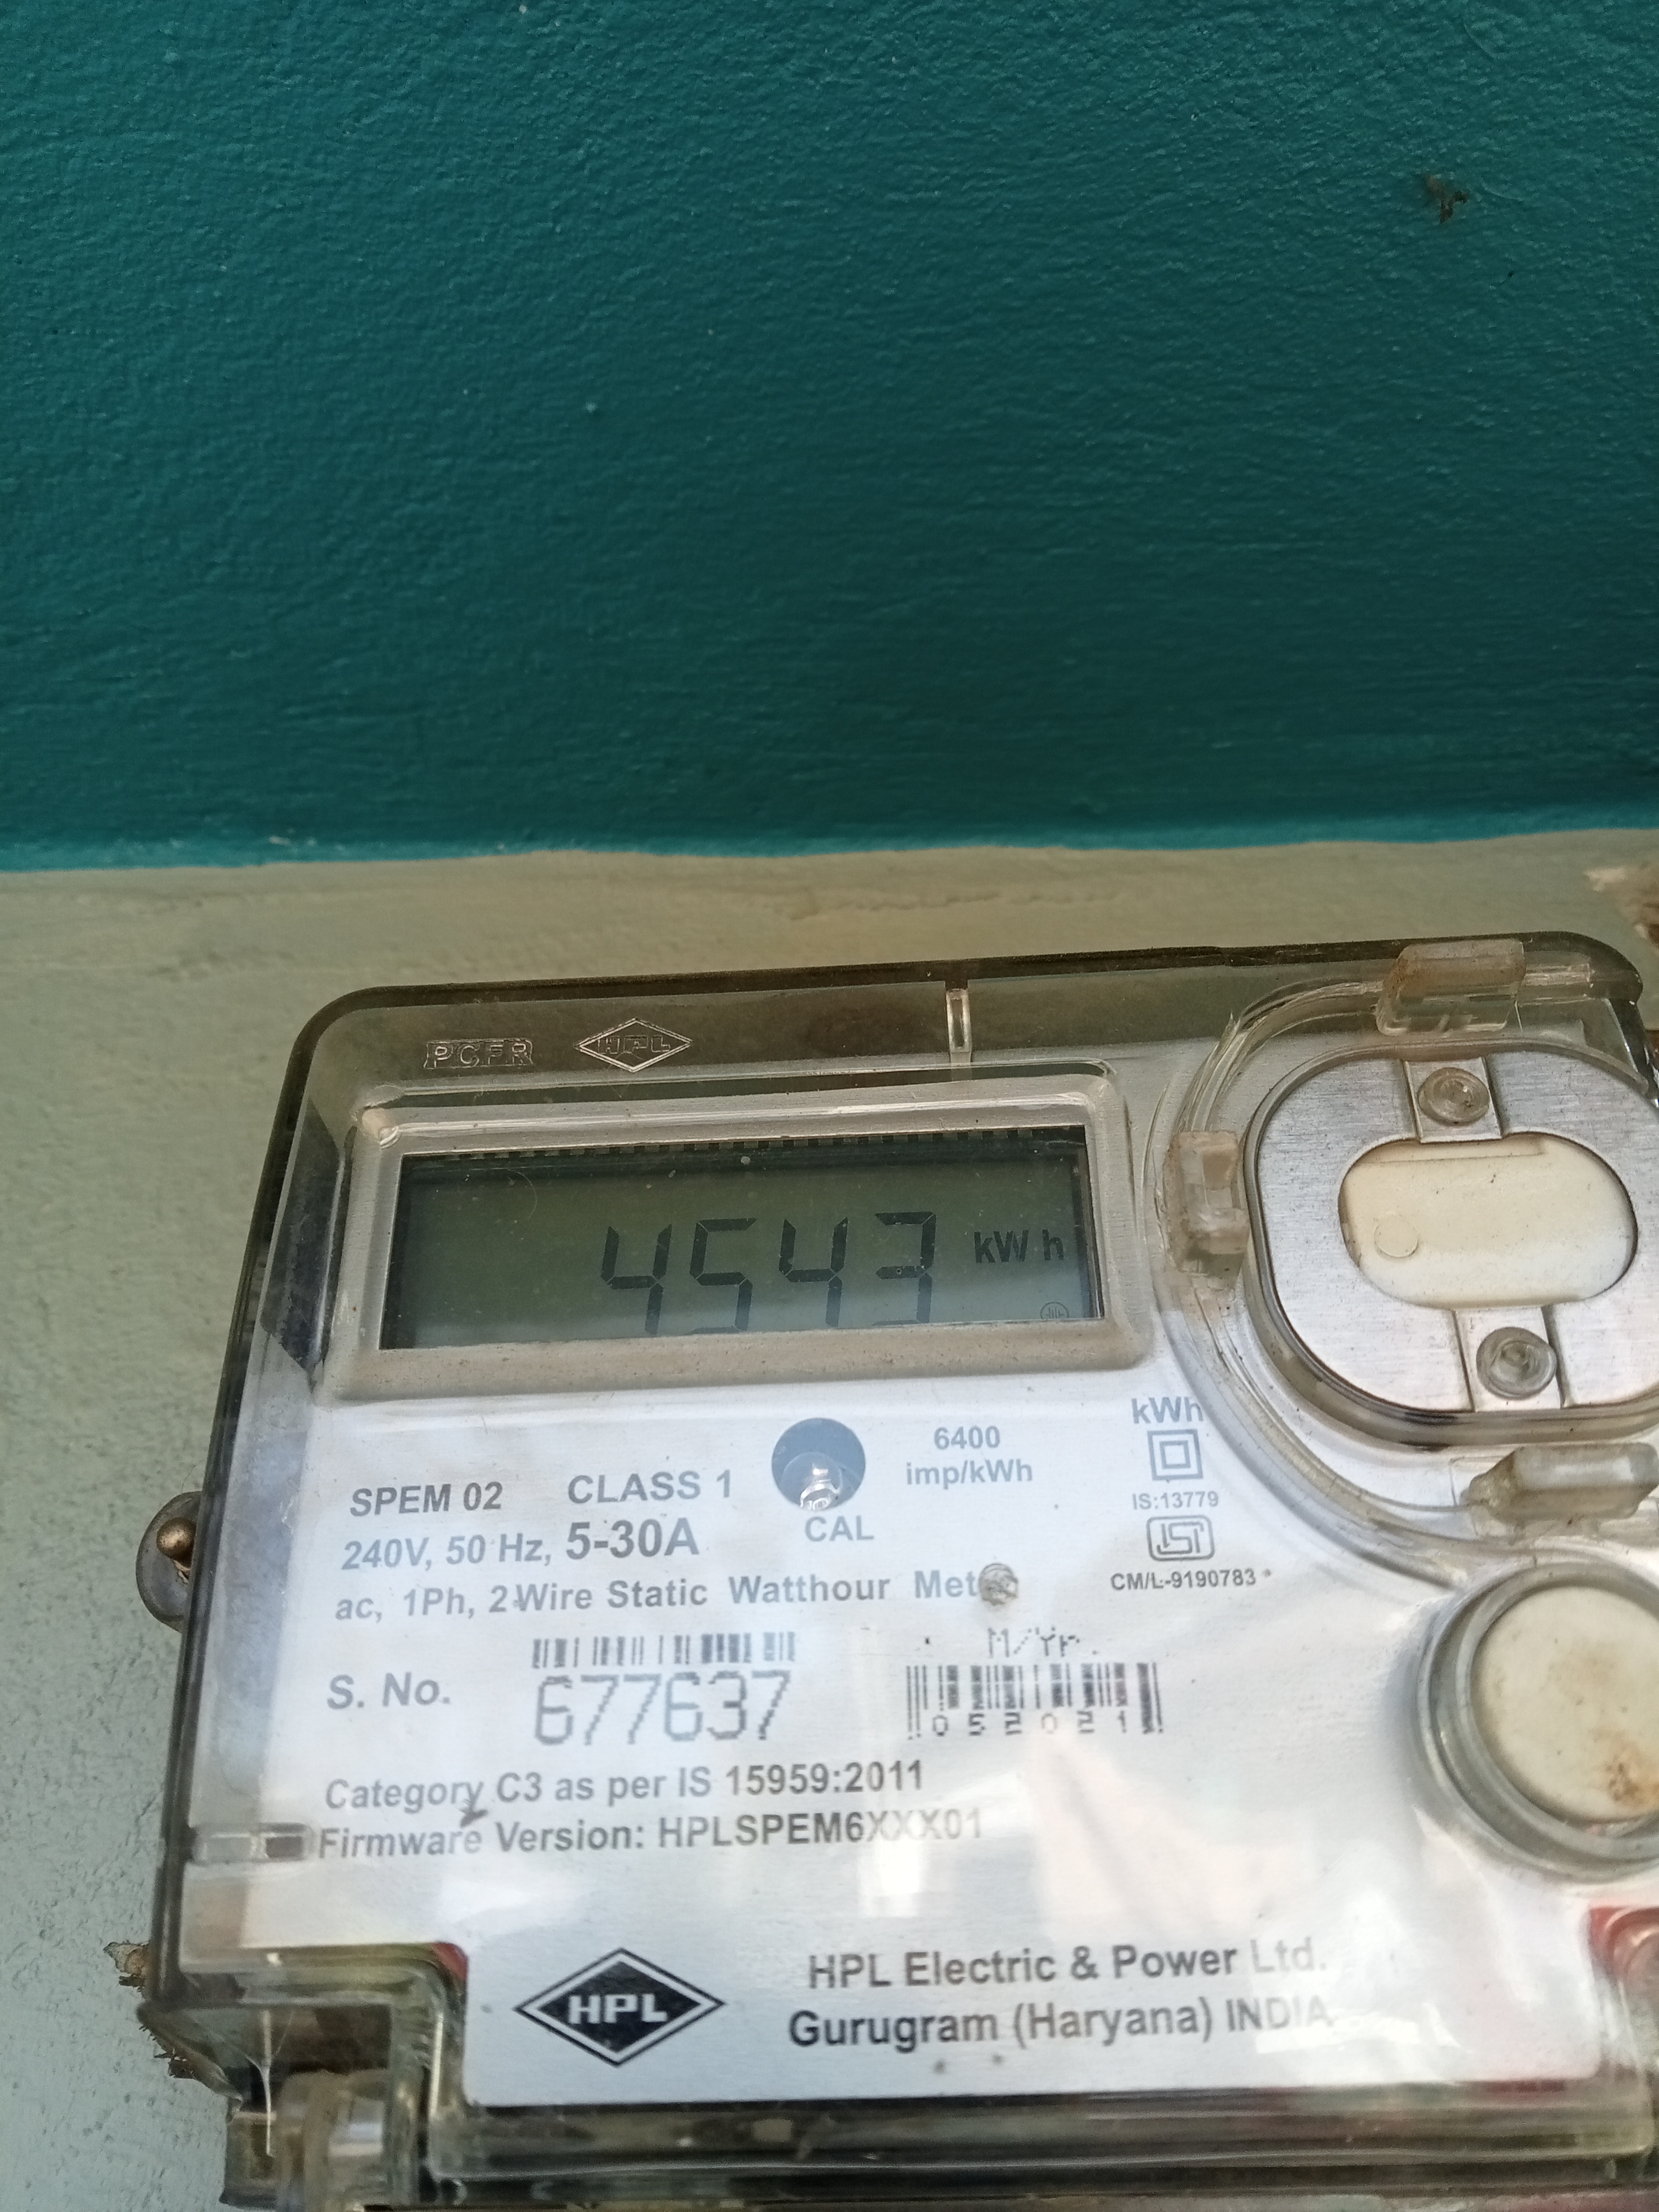 PCFR HPL
4543 kWh
SPEM 02 CLASS 1
6400
imp/kWh
kWh
240V, 50 Hz, 5-30A
CAL
IS:13779
ISI
ac, 1Ph, 2 Wire Static Watthour
CM/L-9190783
M/Yr.
S. No. 677637
052021
Category C3 as per IS 15959:2011
Firmware Version: HPLSPEM6XXX01
HPL
HPL Electric & Power Ltd.
Gurugram (Haryana) INDIA